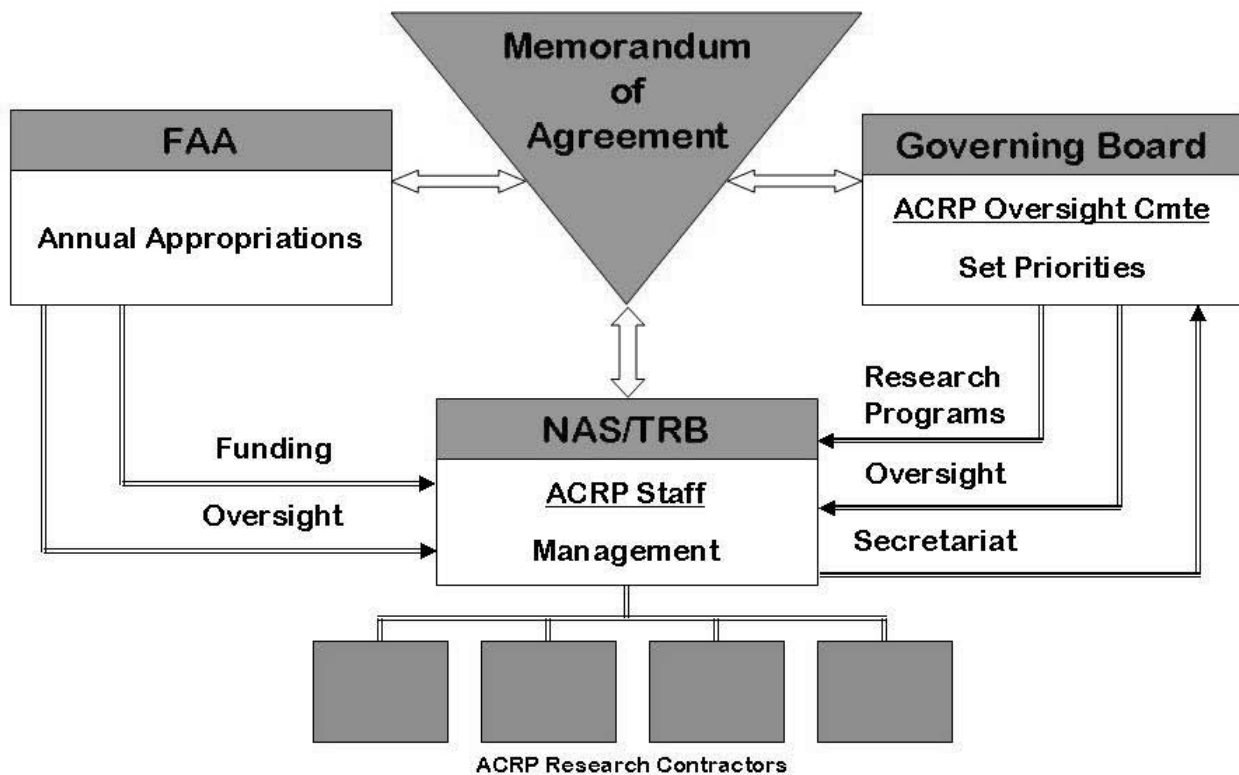 Memorandum
of
Agreement
FAA
Annual Appropriations
Governing Board
ACRP Oversight Cmte
Set Priorities
Funding
Oversight
NAS/TRB
ACRP Staff
Management
Research
Programs
Oversight
Secretariat
ACRP Research Contractors